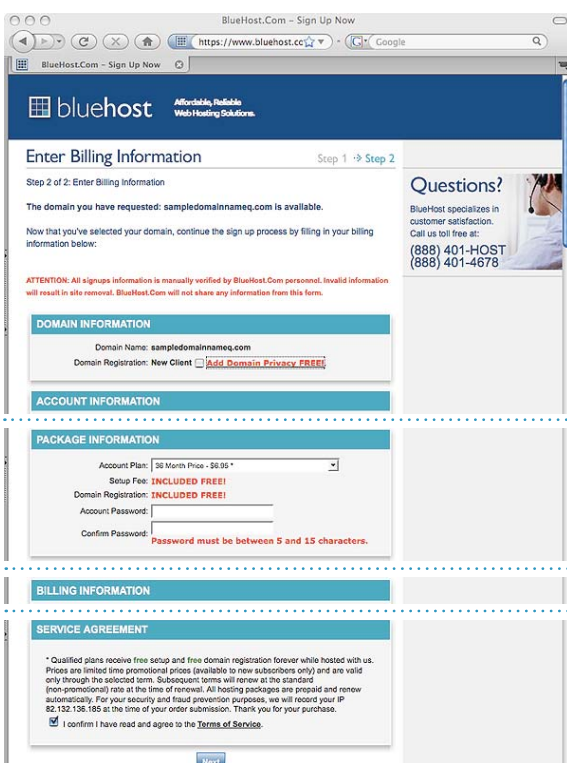 BlueHost.Com – Sign Up Now
https://www.bluehost.cc
Google
BlueHost.Com – Sign Up Now
bluehost
Affordable, Reliable
Web Hosting Solutions.
Enter Billing Information
Step 1 Step 2
Step 2 of 2: Enter Billing Information
The domain you have requested: sampledomainnameq.com is available.
Now that you've selected your domain, continue the sign up process by filling in your billing
information below:
ATTENTION: All signups information is manually verified by BlueHost.Com personnel. Invalid information
will result in site removal. BlueHost.Com will not share any information from this form.
Questions?
BlueHost specializes in
customer satisfaction.
Call us toll free at:
(888) 401-HOST
(888) 401-4678
DOMAIN INFORMATION
Domain Name: sampledomainnameq.com
Domain Registration: New Client Add Domain Privacy FREE!
ACCOUNT INFORMATION
PACKAGE INFORMATION
Account Plan: 36 Month Price - $6.95 *
Setup Fee: INCLUDED FREE!
Domain Registration: INCLUDED FREE!
Account Password:
Confirm Password:
Password must be between 5 and 15 characters.
BILLING INFORMATION
SERVICE AGREEMENT
* Qualified plans receive free setup and free domain registration forever while hosted with us.
Prices are limited time promotional prices (available to new subscribers only) and are valid
only through the selected term. Subsequent terms will renew at the standard
(non-promotional) rate at the time of renewal. All hosting packages are prepaid and renew
automatically. For your security and fraud prevention purposes, we will record your IP
82.132.136.185 at the time of your order submission. Thank you for your purchase.
I confirm I have read and agree to the Terms of Service.
Next